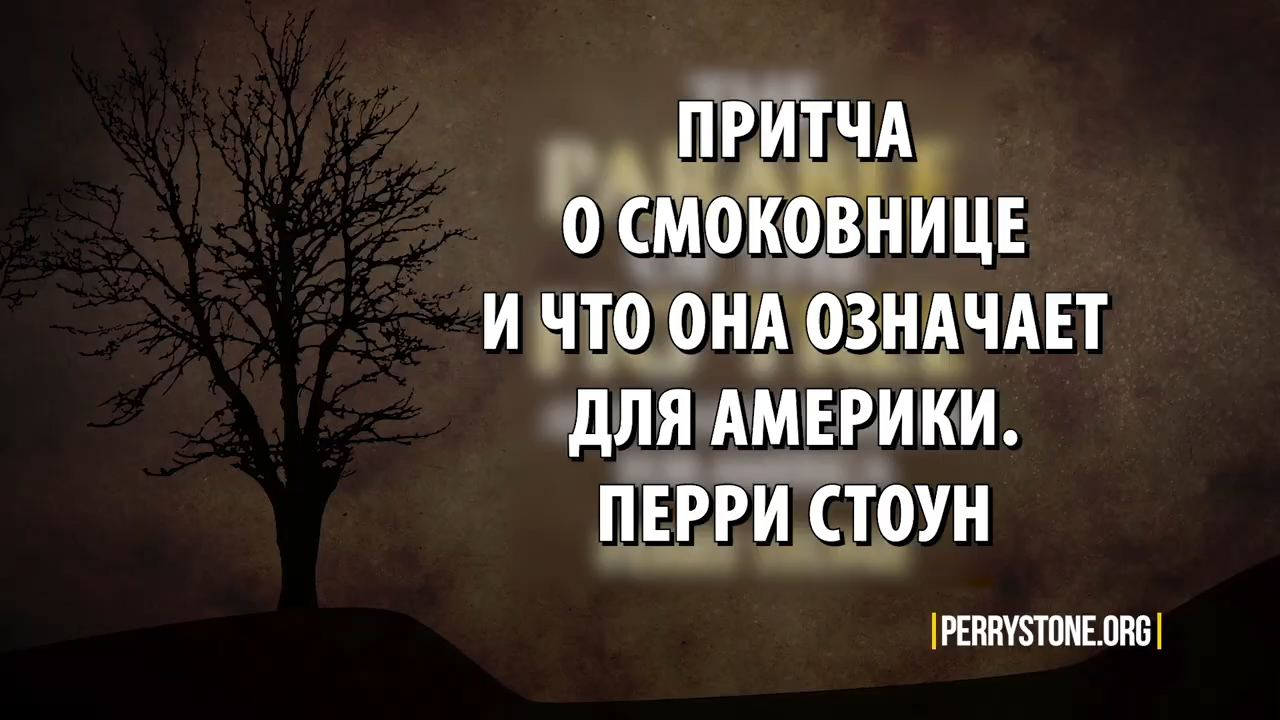 ПРИТЧА
О СМОКОВНИЦЕ
И ЧТО ОНА ОЗНАЧАЕТ
ДЛЯ АМЕРИКИ.
ПЕРРИ СТОУН
PERRYSTONE.ORG